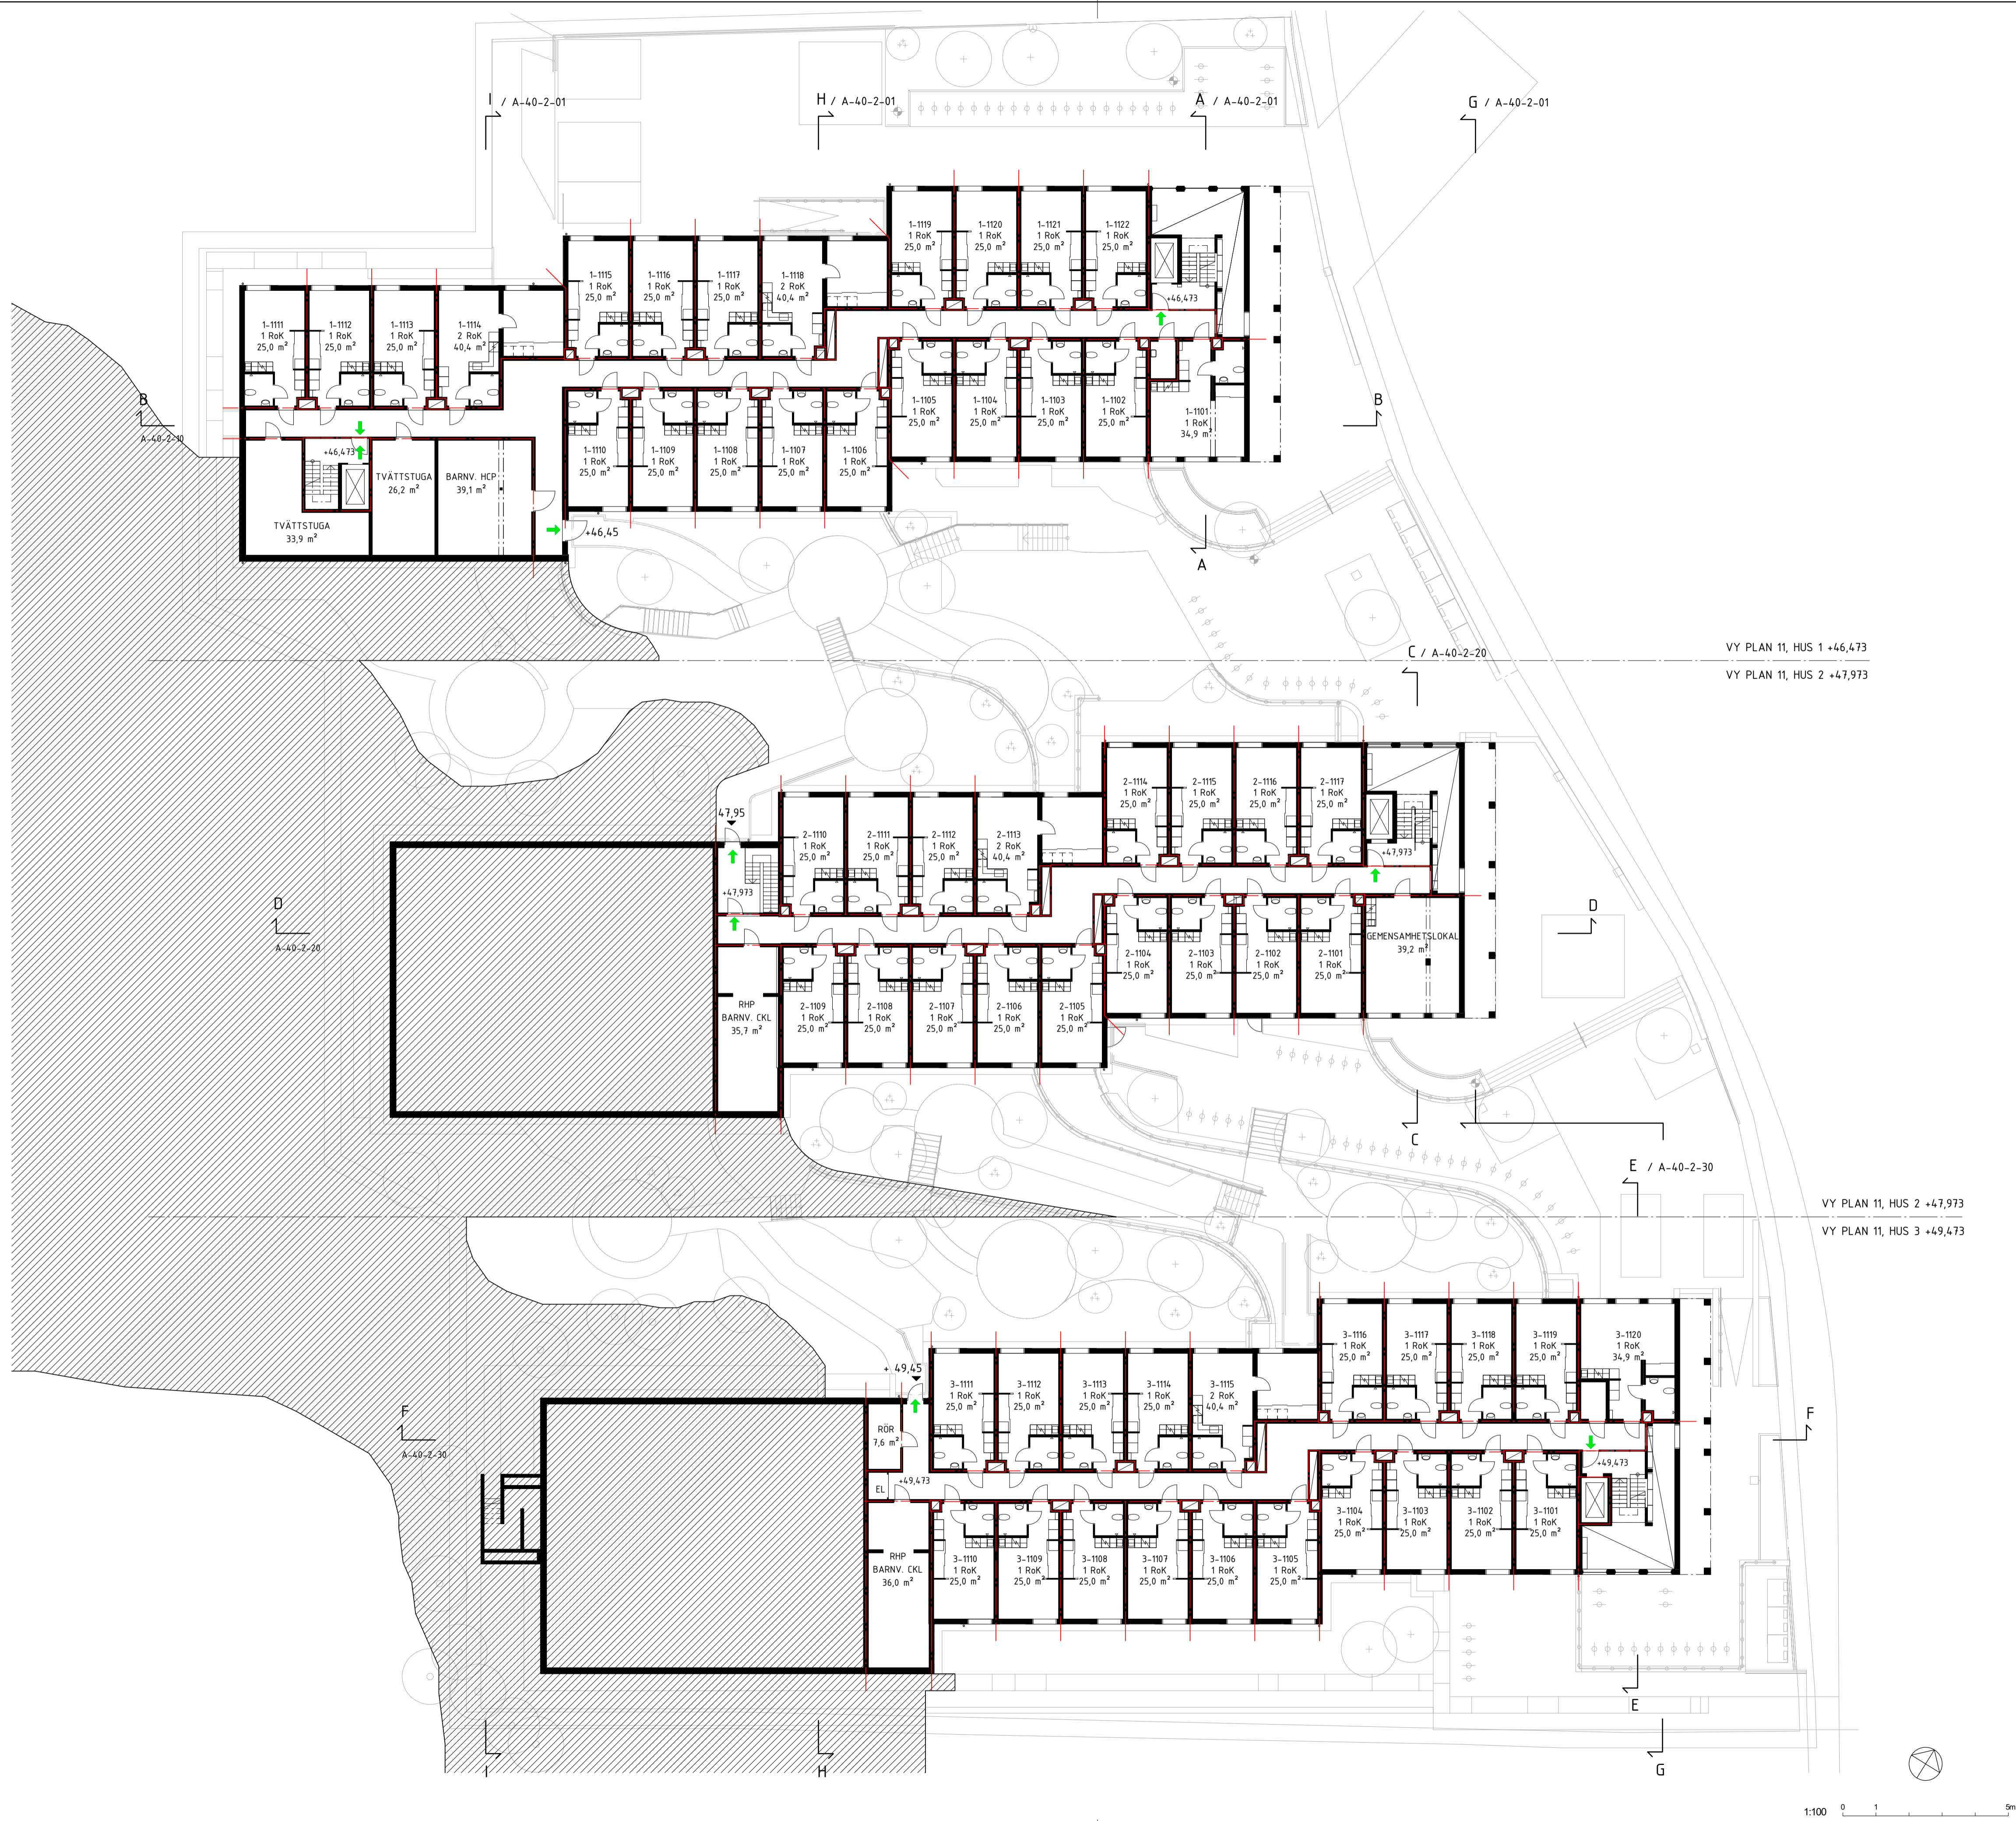 I / A-40-2-01
H / A-40-2-01
A / A-40-2-01
G / A-40-2-01
1-1119
1 RoK
25,0 m²
1-1120
1 RoK
25,0 m²
1-1121
1 RoK
25,0 m²
1-1122
1 RoK
25,0 m²
1-1115
1 RoK
25,0 m²
1-1116
1 RoK
25,0 m²
1-1117
1 RoK
25,0 m²
1-1118
2 RoK
40,4 m²
+46,473
1-1111
1 RoK
25,0 m²
1-1112
1 RoK
25,0 m²
1-1113
1 RoK
25,0 m²
1-1114
2 RoK
40,4 m²
B
A-40-2-10
B
1-1105
1 RoK
25,0 m²
1-1104
1 RoK
25,0 m²
1-1103
1 RoK
25,0 m²
1-1102
1 RoK
25,0 m²
1-1101
1 RoK
34,9 m²
1-1110
1 RoK
25,0 m²
1-1109
1 RoK
25,0 m²
1-1108
1 RoK
25,0 m²
1-1107
1 RoK
25,0 m²
1-1106
1 RoK
25,0 m²
+46,473
TVÄTTSTUGA
26,2 m²
BARNV. HCP
39,1 m²
TVÄTTSTUGA
33,9 m²
+46,45
A
VY PLAN 11, HUS 1 +46,473
C / A-40-2-20
VY PLAN 11, HUS 2 +47,973
2-1114
1 RoK
25,0 m²
2-1115
1 RoK
25,0 m²
2-1116
1 RoK
25,0 m²
2-1117
1 RoK
25,0 m²
47,95
2-1110
1 RoK
25,0 m²
2-1111
1 RoK
25,0 m²
2-1112
1 RoK
25,0 m²
2-1113
2 RoK
40,4 m²
+47,973
+47,973
D
A-40-2-20
D
2-1104
1 RoK
25,0 m²
2-1103
1 RoK
25,0 m²
2-1102
1 RoK
25,0 m²
2-1101
1 RoK
25,0 m²
GEMENSAMHETSLOKAL
39,2 m²
RHP
BARNV. CKL
35,7 m²
2-1109
1 RoK
25,0 m²
2-1108
1 RoK
25,0 m²
2-1107
1 RoK
25,0 m²
2-1106
1 RoK
25,0 m²
2-1105
1 RoK
25,0 m²
C
E / A-40-2-30
VY PLAN 11, HUS 2 +47,973
VY PLAN 11, HUS 3 +49,473
3-1116
1 RoK
25,0 m²
3-1117
1 RoK
25,0 m²
3-1118
1 RoK
25,0 m²
3-1119
1 RoK
25,0 m²
3-1120
1 RoK
34,9 m²
+ 49,45
3-1111
1 RoK
25,0 m²
3-1112
1 RoK
25,0 m²
3-1113
1 RoK
25,0 m²
3-1114
1 RoK
25,0 m²
3-1115
2 RoK
40,4 m²
F
A-40-2-30
F
RÖR
7,6 m²
EL
+49,473
+49,473
3-1104
1 RoK
25,0 m²
3-1103
1 RoK
25,0 m²
3-1102
1 RoK
25,0 m²
3-1101
1 RoK
25,0 m²
RHP
BARNV. CKL
36,0 m²
3-1110
1 RoK
25,0 m²
3-1109
1 RoK
25,0 m²
3-1108
1 RoK
25,0 m²
3-1107
1 RoK
25,0 m²
3-1106
1 RoK
25,0 m²
3-1105
1 RoK
25,0 m²
E
I
H
G
1:100
0 1 5m